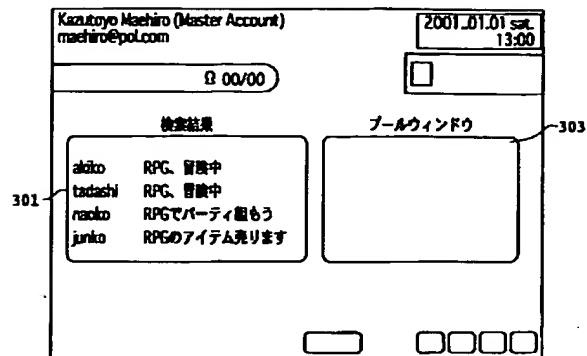 Kazutoyo Maehiro (Master Account)
maehiro@pol.com
2001.01.01 sat.
13:00
Ω 00/00
検索結果
プールウィンドウ
303
301
akiko RPG、冒険中
tadashi RPG、冒険中
naoko RPGでパーティ組もう
junko RPGのアイテム売ります